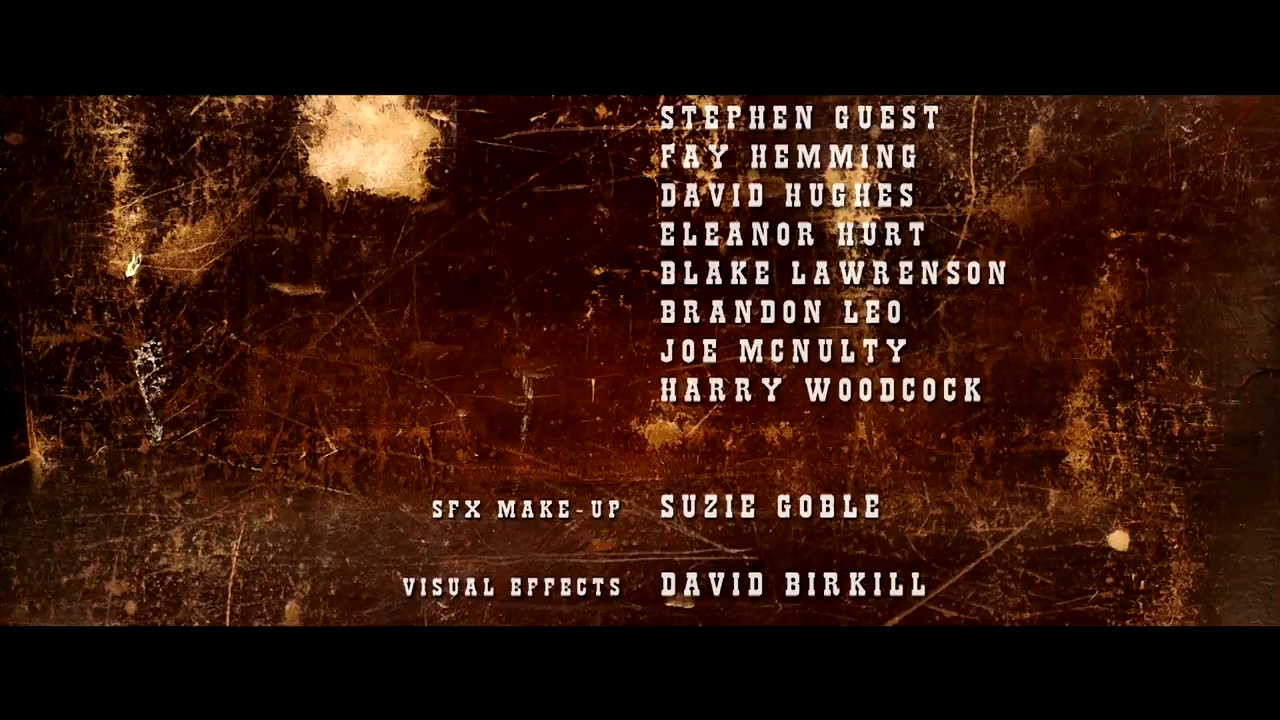 STEPHEN GUEST
FAY HEMMING
DAVID HUGHES
ELEANOR HURT
BLAKE LAWRENSON
BRANDON LEO
JOE MCNULTY
HARRY WOODCOCK
SFX MAKE-UP SUZIE GOBLE
VISUAL EFFECTS DAVID BIRKILL